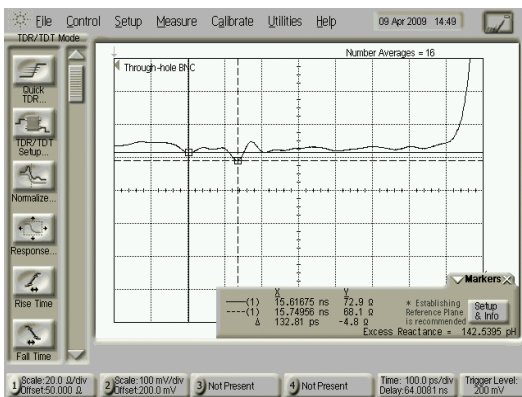 File Control Setup Measure Calibrate Utilities Help 09 Apr 2009 14:49
TDR/TDT Mode
Number Averages = 16
Through-hole BNC
Quick
TDR...
TDR/TDT
Setup...
Normalize...
Response...
Rise Time
Fall Time
Markers X
X Y
——(1) 15.61675 ns 72.9 Ω
----(1) 15.74956 ns 68.1 Ω
Δ 132.81 ps -4.8 Ω
* Establishing
Reference Plane
is recommended
Setup
& Info
Excess Reactance = 142.5395 pH
1 Scale:20.0 Ω/div
Offset:50.000 Ω
2 Scale:100 mV/div
Offset:200.0 mV
3 Not Present
4 Not Present
Time: 100.0 ps/div
Delay:64.0081 ns
Trigger Level:
200 mV